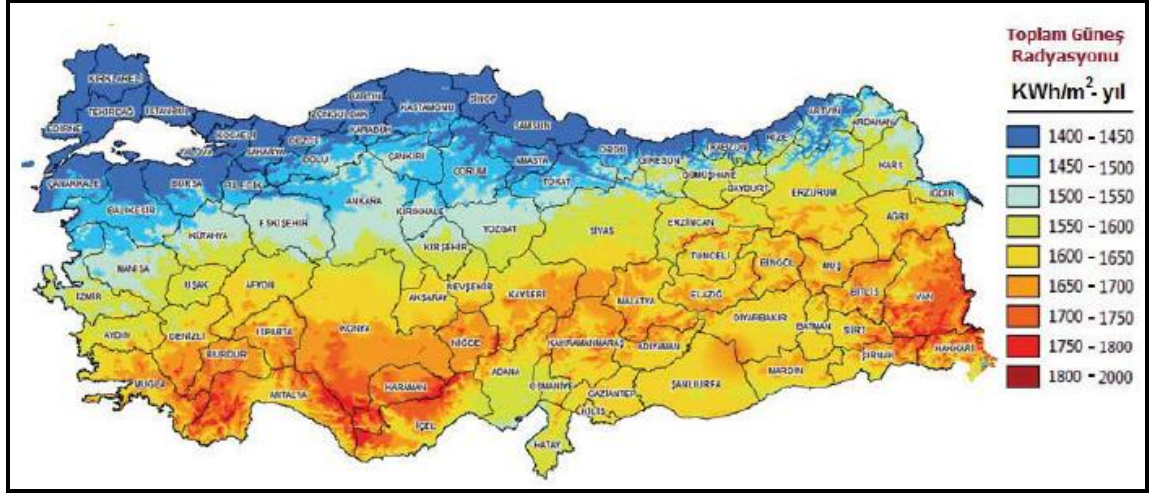 Toplam Güneş
Radyasyonu
KWh/m²- yıl
1400 - 1450
1450 - 1500
1500 - 1550
1550 - 1600
1600 - 1650
1650 - 1700
1700 - 1750
1750 - 1800
1800 - 2000
KIRKLARELİ
TEKİRDAĞ
İSTANBUL
EDİRNE
KOCAELİ
YALOVA
SAKARYA
DÜZCE
ZONGULDAK
BARTIN
KARABÜK
KASTAMONU
SİNOP
SAMSUN
ORDU
GİRESUN
TRABZON
RİZE
ARTVİN
ARDAHAN
ÇANAKKALE
BURSA
BİLECİK
BOLU
ÇANKIRI
ÇORUM
AMASYA
TOKAT
GÜMÜŞHANE
BAYBURT
ERZURUM
KARS
IĞDIR
BALIKESİR
KÜTAHYA
ESKİŞEHİR
ANKARA
KIRIKKALE
YOZGAT
SİVAS
ERZİNCAN
AĞRI
MANİSA
UŞAK
AFYON
KIRŞEHİR
NEVŞEHİR
KAYSERİ
MALATYA
TUNCELİ
ELAZIĞ
BİNGÖL
MUŞ
BİTLİS
VAN
İZMİR
AYDIN
DENİZLİ
ISPARTA
BURDUR
KONYA
AKSARAY
NİĞDE
KAHRAMANMARAŞ
ADIYAMAN
DİYARBAKIR
BATMAN
SİİRT
ŞIRNAK
HAKKARİ
MUĞLA
ANTALYA
KARAMAN
İÇEL
ADANA
OSMANİYE
GAZİANTEP
KİLİS
ŞANLIURFA
MARDİN
HATAY